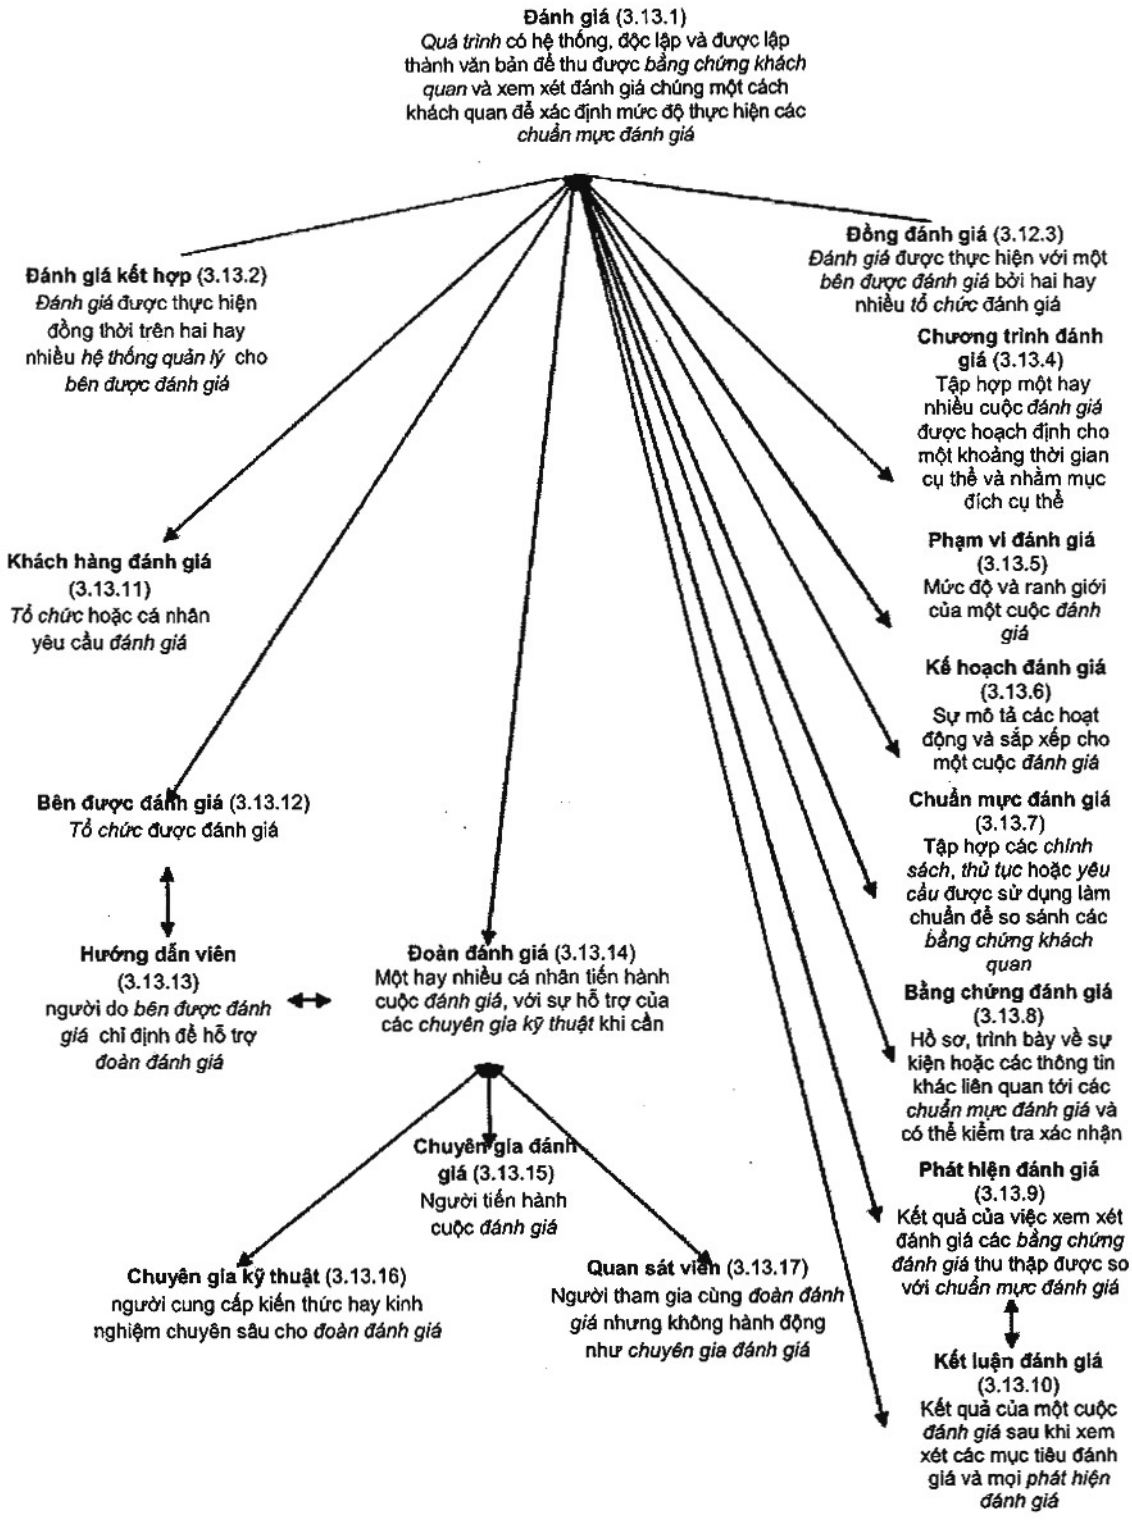 Đánh giá (3.13.1)
Quá trình có hệ thống, độc lập và được lập
thành văn bản để thu được bằng chứng khách
quan và xem xét đánh giá chúng một cách
khách quan để xác định mức độ thực hiện các
chuẩn mực đánh giá
Đánh giá kết hợp (3.13.2)
Đánh giá được thực hiện
đồng thời trên hai hay
nhiều hệ thống quản lý cho
bên được đánh giá
Đồng đánh giá (3.12.3)
Đánh giá được thực hiện với một
bên được đánh giá bởi hai hay
nhiều tổ chức đánh giá
Chương trình đánh
giá (3.13.4)
Tập hợp một hay
nhiều cuộc đánh giá
được hoạch định cho
một khoảng thời gian
cụ thể và nhằm mục
đích cụ thể
Khách hàng đánh giá
(3.13.11)
Tổ chức hoặc cá nhân
yêu cầu đánh giá
Phạm vi đánh giá
(3.13.5)
Mức độ và ranh giới
của một cuộc đánh
giá
Kế hoạch đánh giá
(3.13.6)
Sự mô tả các hoạt
động và sắp xếp cho
một cuộc đánh giá
Bên được đánh giá (3.13.12)
Tổ chức được đánh giá
Chuẩn mực đánh giá
(3.13.7)
Tập hợp các chính
sách, thủ tục hoặc yêu
cầu được sử dụng làm
chuẩn để so sánh các
bằng chứng khách
quan
Hướng dẫn viên
(3.13.13)
người do bên được đánh
giá chỉ định để hỗ trợ
đoàn đánh giá
Đoàn đánh giá (3.13.14)
Một hay nhiều cá nhân tiến hành
cuộc đánh giá, với sự hỗ trợ của
các chuyên gia kỹ thuật khi cần
Bằng chứng đánh giá
(3.13.8)
Hồ sơ, trình bày về sự
kiện hoặc các thông tin
khác liên quan tới các
chuẩn mực đánh giá và
có thể kiểm tra xác nhận
Chuyên gia đánh
giá (3.13.15)
Người tiến hành
cuộc đánh giá
Phát hiện đánh giá
(3.13.9)
Kết quả của việc xem xét
đánh giá các bằng chứng
đánh giá thu thập được so
với chuẩn mực đánh giá
Chuyên gia kỹ thuật (3.13.16)
người cung cấp kiến thức hay kinh
nghiệm chuyên sâu cho đoàn đánh giá
Quan sát viên (3.13.17)
Người tham gia cùng đoàn đánh
giá nhưng không hành động
như chuyên gia đánh giá
Kết luận đánh giá
(3.13.10)
Kết quả của một cuộc
đánh giá sau khi xem
xét các mục tiêu đánh
giá và mọi phát hiện
đánh giá